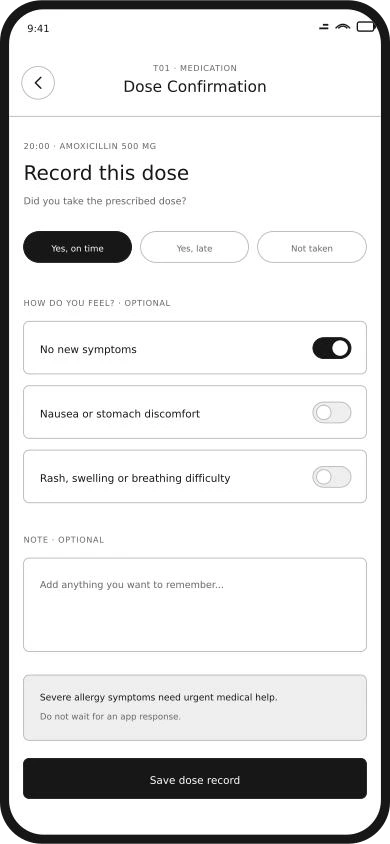 9:41
T01 · MEDICATION
Dose Confirmation
20:00 · AMOXICILLIN 500 MG
Record this dose
Did you take the prescribed dose?
Yes, on time
Yes, late
Not taken
HOW DO YOU FEEL? · OPTIONAL
No new symptoms
Nausea or stomach discomfort
Rash, swelling or breathing difficulty
NOTE · OPTIONAL
Add anything you want to remember...
Severe allergy symptoms need urgent medical help.
Do not wait for an app response.
Save dose record